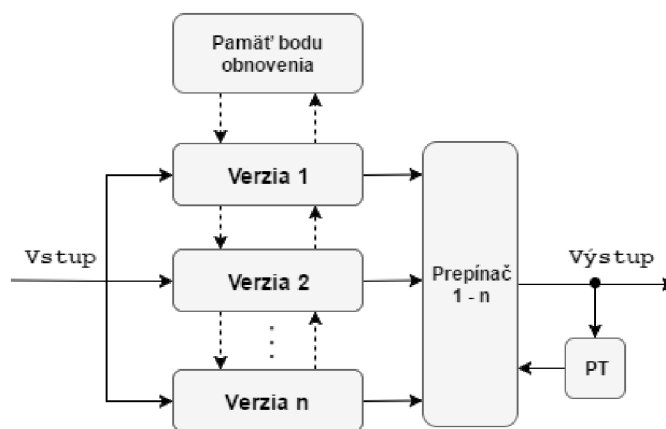 Pamäť bodu
obnovenia
Verzia 1
Vstup
Verzia 2
Prepínač
1 - n
Výstup
PT
Verzia n